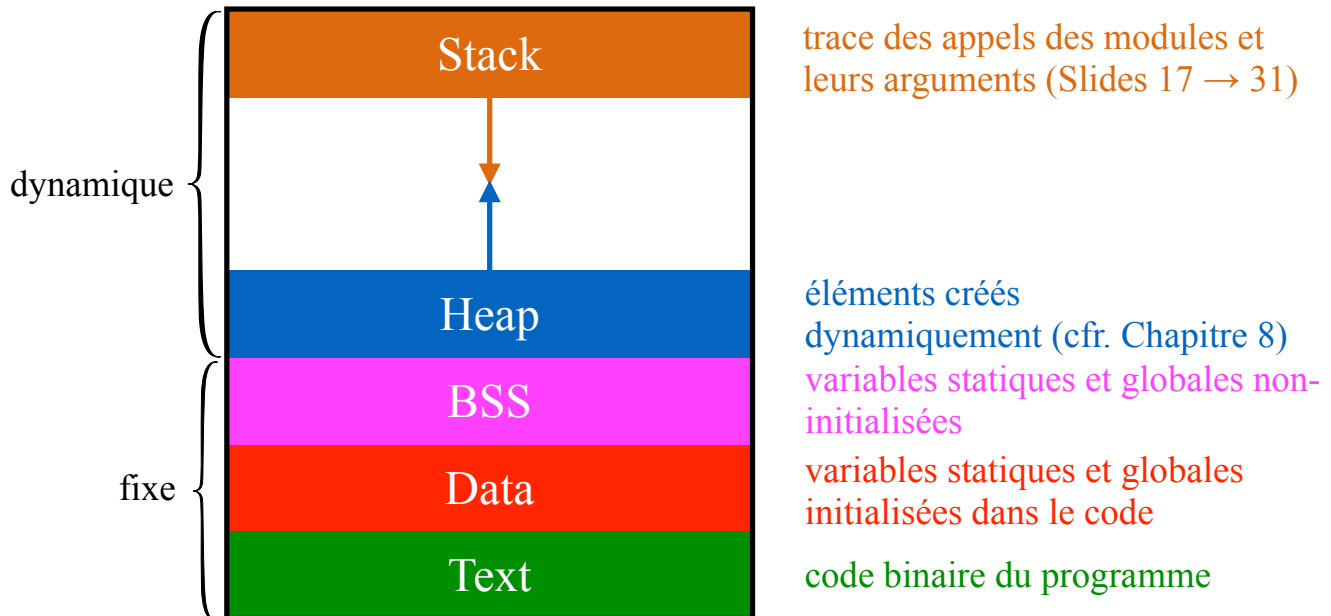 Stack
trace des appels des modules et
leurs arguments (Slides 17 → 31)
dynamique
Heap
éléments créés
dynamiquement (cfr. Chapitre 8)
BSS
variables statiques et globales non-
initialisées
fixe
Data
variables statiques et globales
initialisées dans le code
Text
code binaire du programme